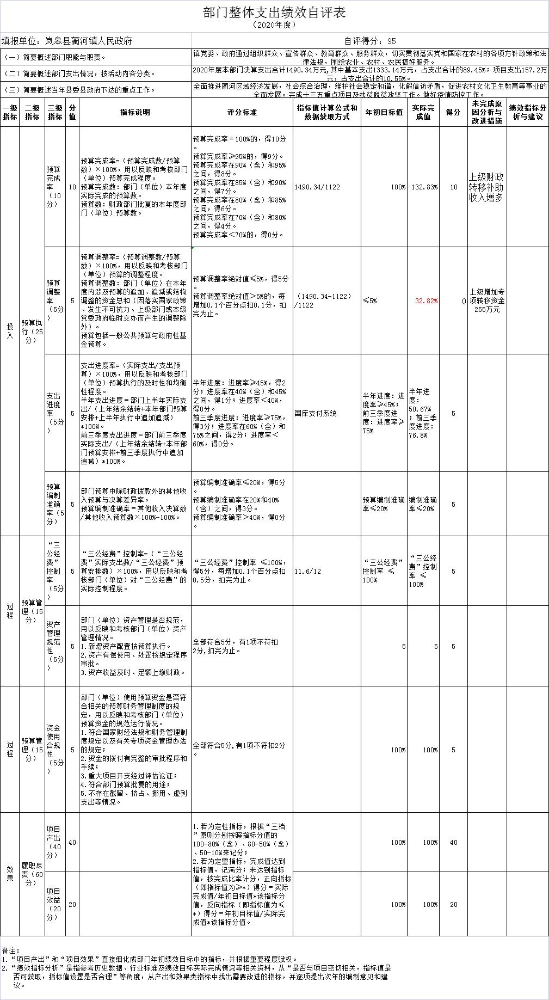 部门整体支出绩效自评表
（2020年度）
填报单位：岚皋县蔺河镇人民政府
自评得分：95
（一）简要概述部门职能与职责。
镇党委、政府通过组织群众、宣传群众、教育群众、服务群众，切实贯彻落实党和国家在农村的各项方针政策和法
律法规，围绕农业、农村、农民搞好服务。
（二）简要概述部门支出情况，按活动内容分类。
2020年度本部门决算支出合计1490.34万元,其中基本支出1333.14万元，占支出合计的89.45%；项目支出157.2万
元，占支出合计的10.55%。
（三）简要概述当年县委县政府下达的重点工作。
全面推进蔺河区域经济发展，社会综合治理，维护社会稳定和谐，化解信访矛盾，促进农村文化卫生教育等事业的
全面发展。完成十三五重点项目及扶贫脱贫攻坚工作。做好疫情防控工作。
一级
指标
二级
指标
三级
指标
分
值
指标说明
评分标准
指标值计算公式和
数据获取方式
年初目标值
实际完
成值
得分
未完成原
因分析与
改进措施
绩效指标分
析与建议
投
入
预算执
行（25
分）
预算
完成
率
（10
分）
10
预算完成率=（预算完成数/预算
数）×100%，用以反映和考核部门
（单位）预算完成程度。
预算完成数：部门（单位）本年度
实际完成的预算数。
预算数：财政部门批复的本年度部
门（单位）预算数。
预算完成率＝100%的，得10分
。
预算完成率≥95%的，得9分。
预算完成率在90%（含）和95%
之间，得8分。
预算完成率在85%（含）和90%
之间，得7分。
预算完成率在80%（含）和85%
之间，得6分。
预算完成率在70%（含）和80%
之间，得4分。
预算完成率＜70%的，得0分。
1490.34/1122
100%
132.83%
10
上级财政
转移补助
收入增多
预算
调整
率
（5分）
5
预算调整率=（预算调整数/预算
数）×100%，用以反映和考核部门
（单位）预算的调整程度。
预算调整数：部门（单位）在本年
度内涉及预算的追加、追减或结构
调整的资金总和（因落实国家政策
、发生不可抗力、上级部门或本级
党委政府临时交办而产生的调整除
外）。
预算包括一般公共预算与政府性基
金预算。
预算调整率绝对值≤5%，得5分
。
预算调整率绝对值＞5%的，每
增加0.1个百分点扣0.1分，扣
完为止。
（1490.34-1122）
/1122
≤5%
32.82%
0
上级增加专
项转移资金
255万元
支出
进度
率
（5分
）
5
支出进度率=（实际支出/支出预
算）×100%，用以反映和考核部门
（单位）预算执行的及时性和均衡
性程度。
半年支出进度＝部门上半年实际支
出/（上年结余结转+本年部门预算
安排+上半年执行中追加追减）
*100%。
前三季度支出进度＝部门前三季度
实际支出/（上年结余结转+本年部
门预算安排+前三季度执行中追加
追减）*100%。
半年进度：进度率≥45%，得2
分；进度率在40%（含）和45%
之间，得1分；进度率＜40%，
得0分。
前三季度进度：进度率≥75%，
得3分；进度率在60%（含）和
75%之间，得2分；进度率＜
60%，得0分。
国库支付系统
半年进度：进
度率≥45%；
前三季度进
度：进度率≥
75%
半年进
度：
50.67%
；前三季
度进度：
76.8%
5
预算
编制
准确
率（5
分）
5
部门预算中除财政拨款外的其他收
入预算与决算差异率。
预算编制准确率＝其他收入决算数
/其他收入预算数×100%-100%。
预算编制准确率≤20%，得5分
。
预算编制准确率在20%和40%
（含）之间，得3分。
预算编制准确率＞40%，得0分
。
预算编制准确
率≤20%
编制准确
率≤20%
5
过
程
预算管
理（15
分）
“三
公经
费”
控制
率
（5分
）
5
“三公经费”控制率=（“三公经
费”实际支出数/“三公经费”预
算安排数）×100%，用以反映和考
核部门（单位）对“三公经费”的
实际控制程度。
“三公经费”控制率 ≤100%，
得5分，每增加0.1个百分点扣
0.5分，扣完为止。
11.6/12
“三公经费”
控制率 ≤
100%
“三公经
费”控制
率 ≤
100%
5
资产
管理
规范
性
（5分
）
5
部门（单位）资产管理是否规范，
用以反映和考核部门（单位）资产
管理情况。
1.新增资产配置按预算执行。
2.资产有偿使用、处置按规定程序
审批。
3.资产收益及时、足额上缴财政。
全部符合5分，有1项不符扣
2分,扣完为止。
5
5
5
过
程
预算管
理（15
分）
资金
使用
合规
性
（5分
）
5
部门（单位）使用预算资金是否符
合相关的预算财务管理制度的规
定，用以反映和考核部门（单位）
预算资金的规范运行情况。
1.符合国家财经法规和财务管理制
度规定以及有关专项资金管理办法
的规定；
2.资金的拨付有完整的审批程序和
手续；
3.重大项目开支经过评估论证；
4.符合部门预算批复的用途；
5.不存在截留、挤占、挪用、虚列
支出等情况。
全部符合5分,有1项不符扣2分
。
100%
100%
5
效
果
履职尽
责（60
分）
项目
产出
（40
分）
40
1.若为定性指标，根据“三档
”原则分别按照指标分值的
100-80%（含）、80-50%（含）
、50-10%来记分；
2.若为定量指标，完成值达到
指标值，记满分；未达到指标
值，按完成比率计分，正向指标
（即指标值为≥*）得分＝实际
完成值/年初目标值*该指标分
值，反向指标（即指标值为≤
*）得分＝年初目标值/实际完
成值*该指标分值。
100%
100%
40
项目
效益
（20
分）
20
100%
100%
20
备注：
1.“项目产出”和“项目效果”直接细化成部门年初绩效目标中的指标，并根据重要程度赋权。
2.“绩效指标分析”是指参考历史数据、行业标准及绩效目标实际完成情况等相关资料，从“是否与项目密切相关，指标值是
否可获取，指标值设置是否合理”等角度，从产出和效果类指标中找出需要改进的指标，并逐项提出次年的编制意见和建
议。